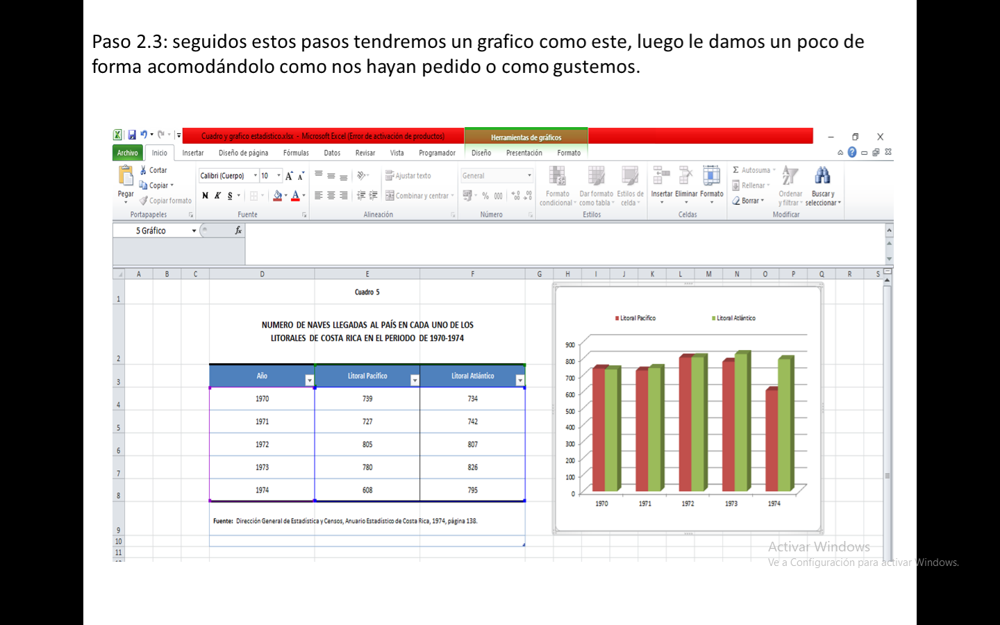 Paso 2.3: seguidos estos pasos tendremos un grafico como este, luego le damos un poco de
forma acomodándolo como nos hayan pedido o como gustemos.
Cuadro y grafico estadistico.xlsx - Microsoft Excel (Error de activación de productos)
Herramientas de gráficos
Archivo Inicio Insertar Diseño de página Fórmulas Datos Revisar Vista Programador Diseño Presentación Formato
Pegar
Cortar
Copiar
Copiar formato
Portapapeles
Calibri (Cuerpo) 10 A A
N K S A
Fuente
Ajustar texto
Combinar y centrar
Alineación
General
% 000
Número
Formato
condicional
Dar formato
como tabla
Estilos de
celda
Estilos
Insertar Eliminar Formato
Celdas
Σ Autosuma
Rellenar
Borrar
Ordenar
y filtrar
Buscar y
seleccionar
Modificar
5 Gráfico fx
A B C D E F G H I J K L M N O P Q R S
1
2
3
4
5
6
7
8
9
10
11
Cuadro 5
NUMERO DE NAVES LLEGADAS AL PAÍS EN CADA UNO DE LOS
LITORALES DE COSTA RICA EN EL PERIODO DE 1970-1974
Año Litoral Pacífico Litoral Atlántico
1970 739 734
1971 727 742
1972 805 807
1973 780 826
1974 608 795
Fuente: Dirección General de Estadística y Censos, Anuario Estadístico de Costa Rica, 1974, página 138.
Litoral Pacífico Litoral Atlántico
900
800
700
600
500
400
300
200
100
0
1970 1971 1972 1973 1974
Activar Windows
Ve a Configuración para activar Windows.